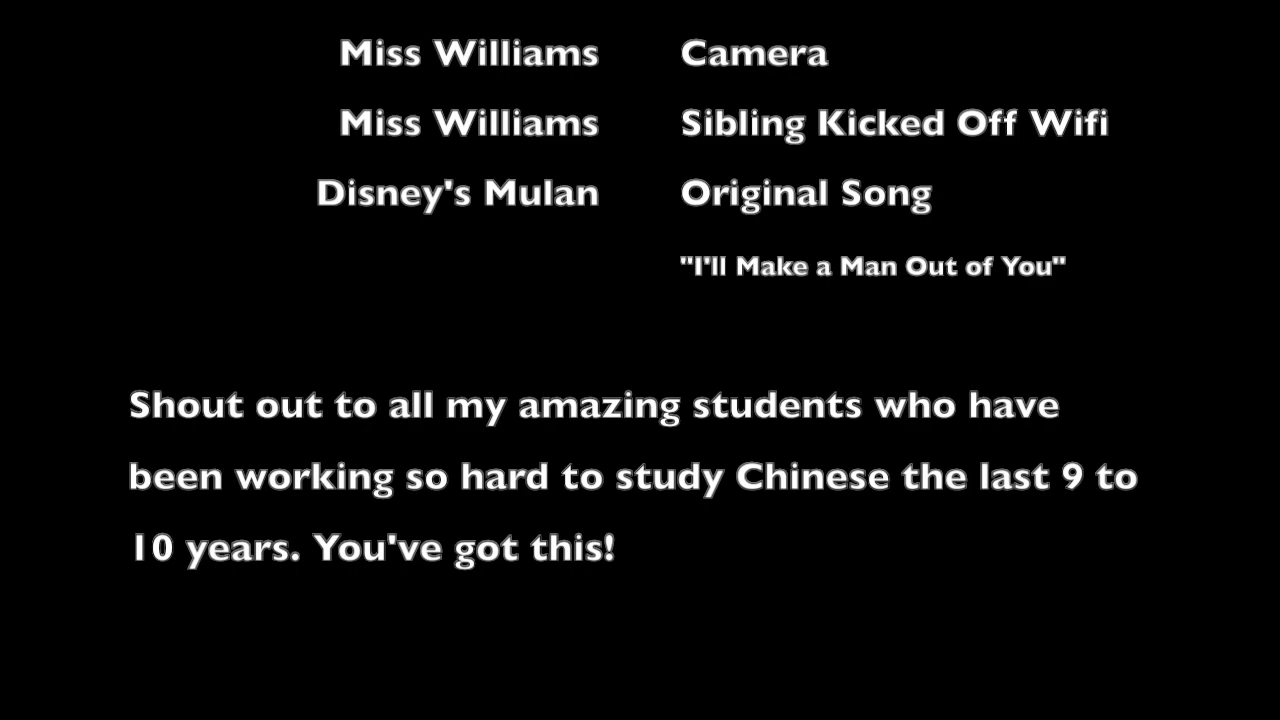 Miss Williams Camera
Miss Williams Sibling Kicked Off Wifi
Disney's Mulan Original Song
"I'll Make a Man Out of You"
Shout out to all my amazing students who have
been working so hard to study Chinese the last 9 to
10 years. You've got this!